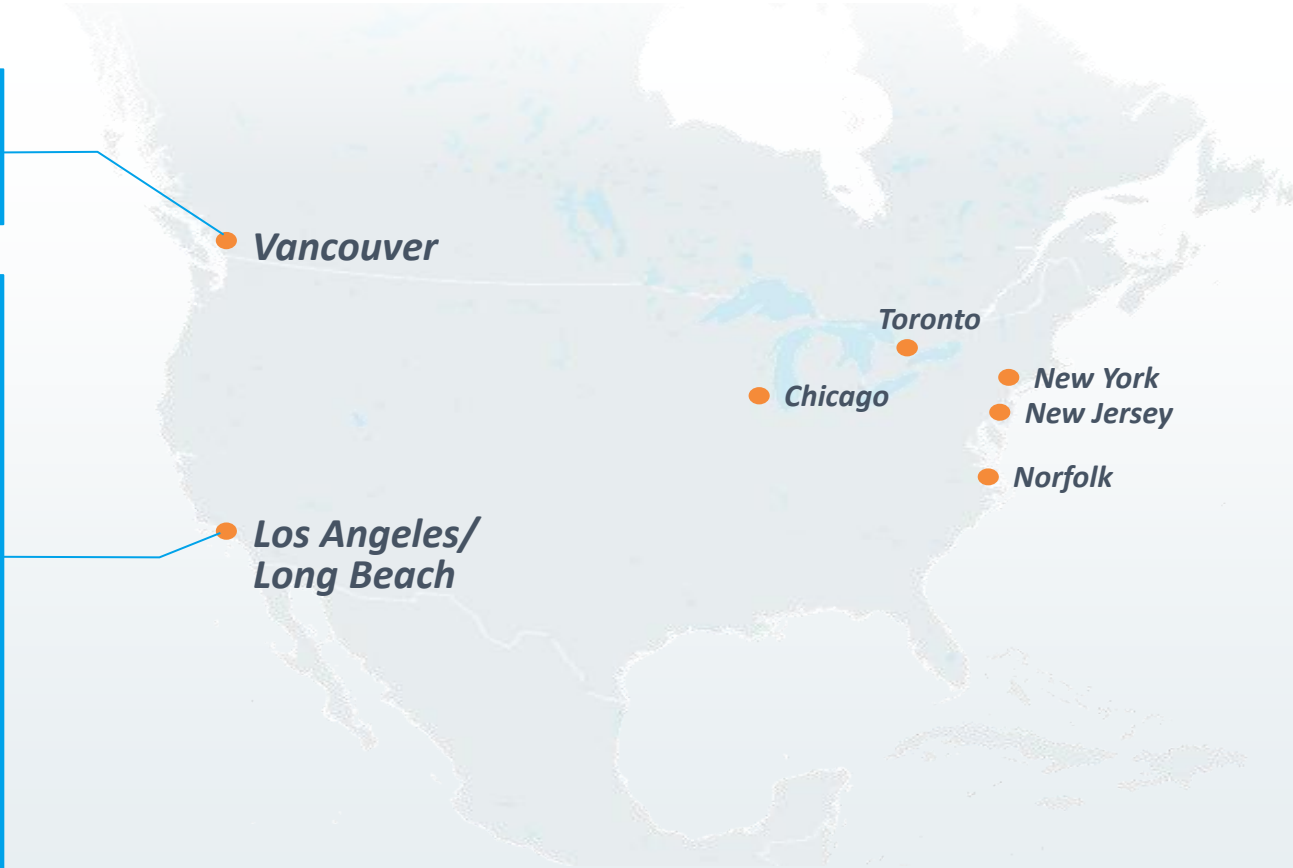 Vancouver
Toronto
New York
Chicago
New Jersey
Norfolk
Los Angeles/
Long Beach